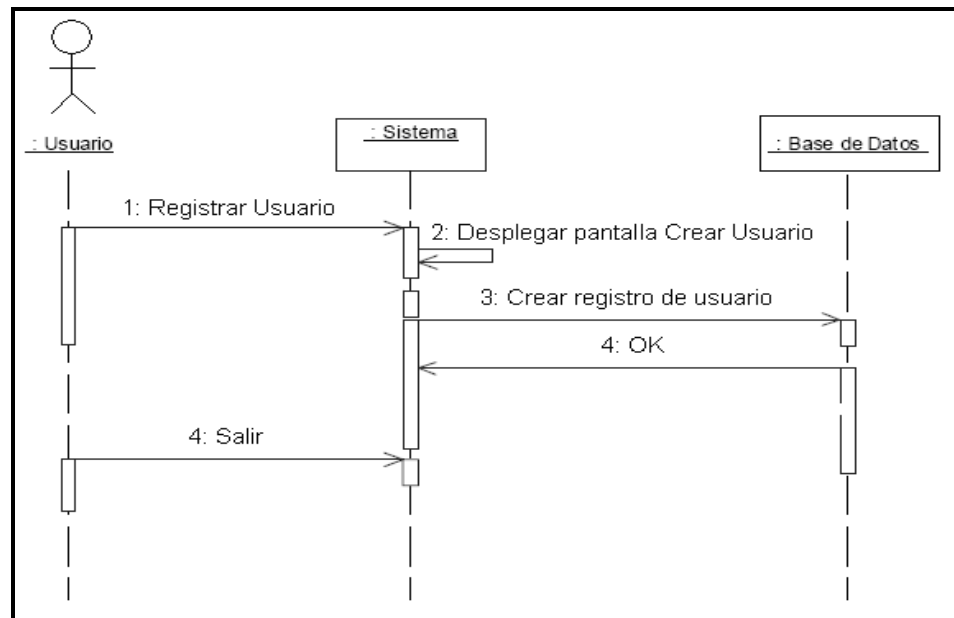 : Usuario
: Sistema
: Base de Datos
1: Registrar Usuario
2: Desplegar pantalla Crear Usuario
3: Crear registro de usuario
4: OK
4: Salir